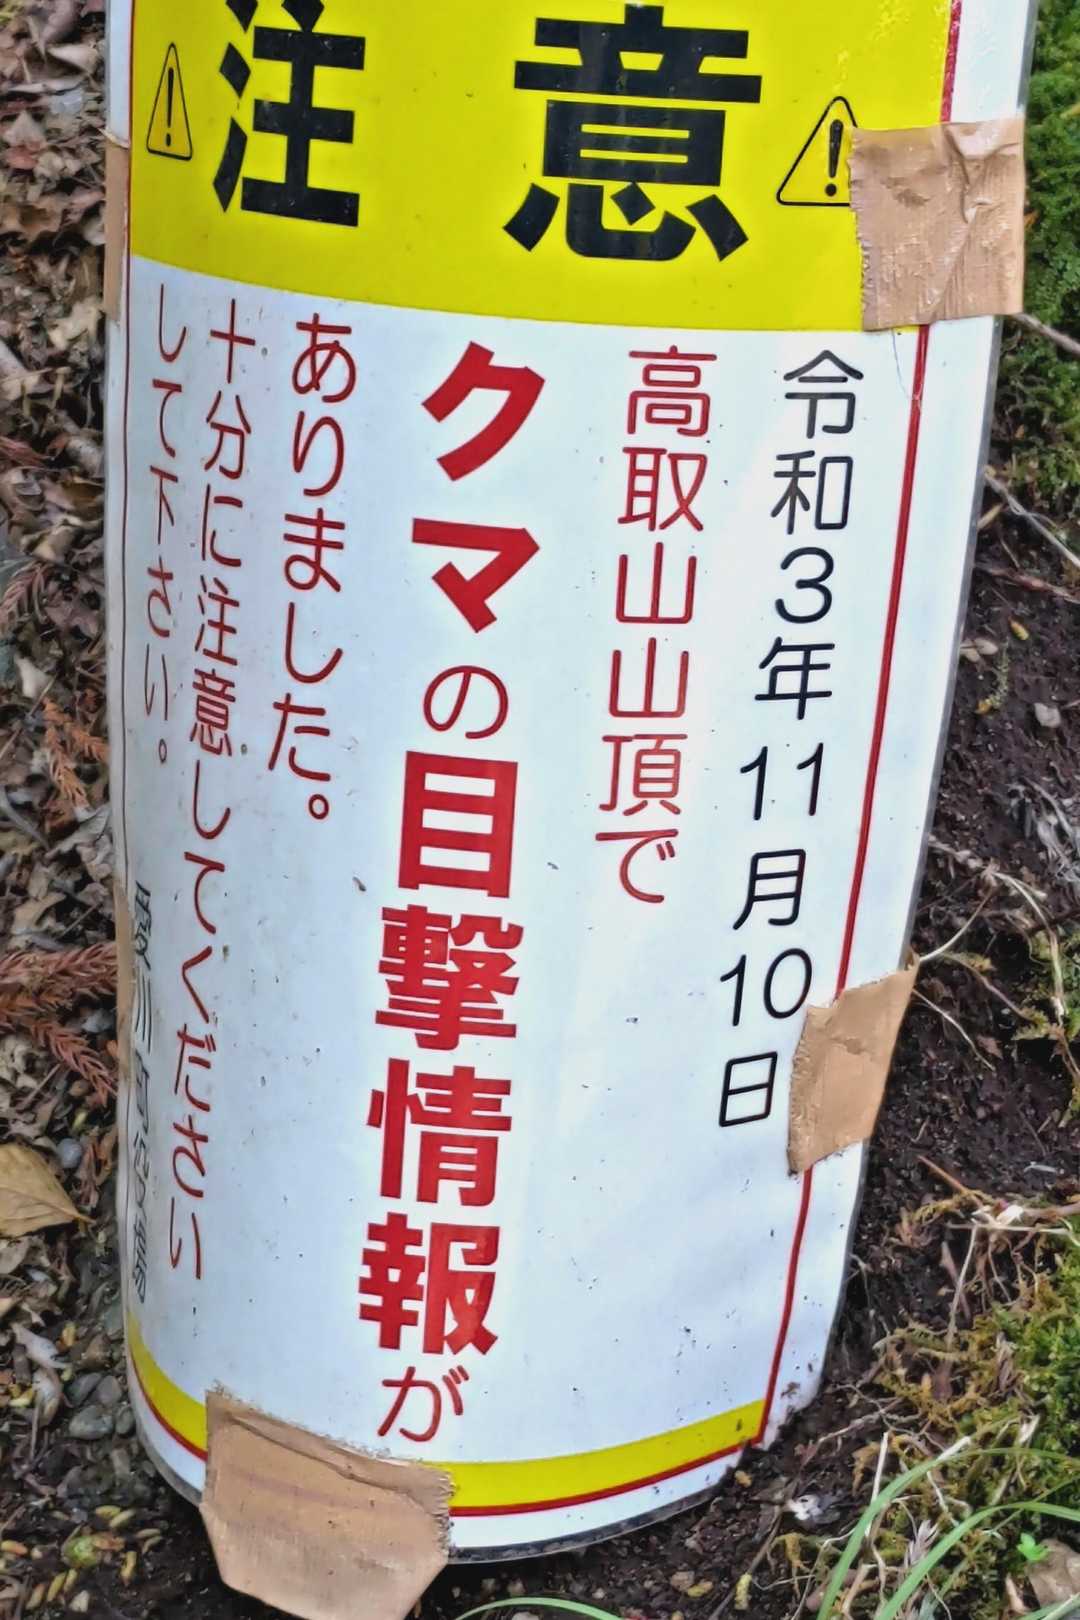 注意
令和3年11月10日
高取山山頂で
クマの目撃情報が
ありました。
十分に注意してください
して下さい。